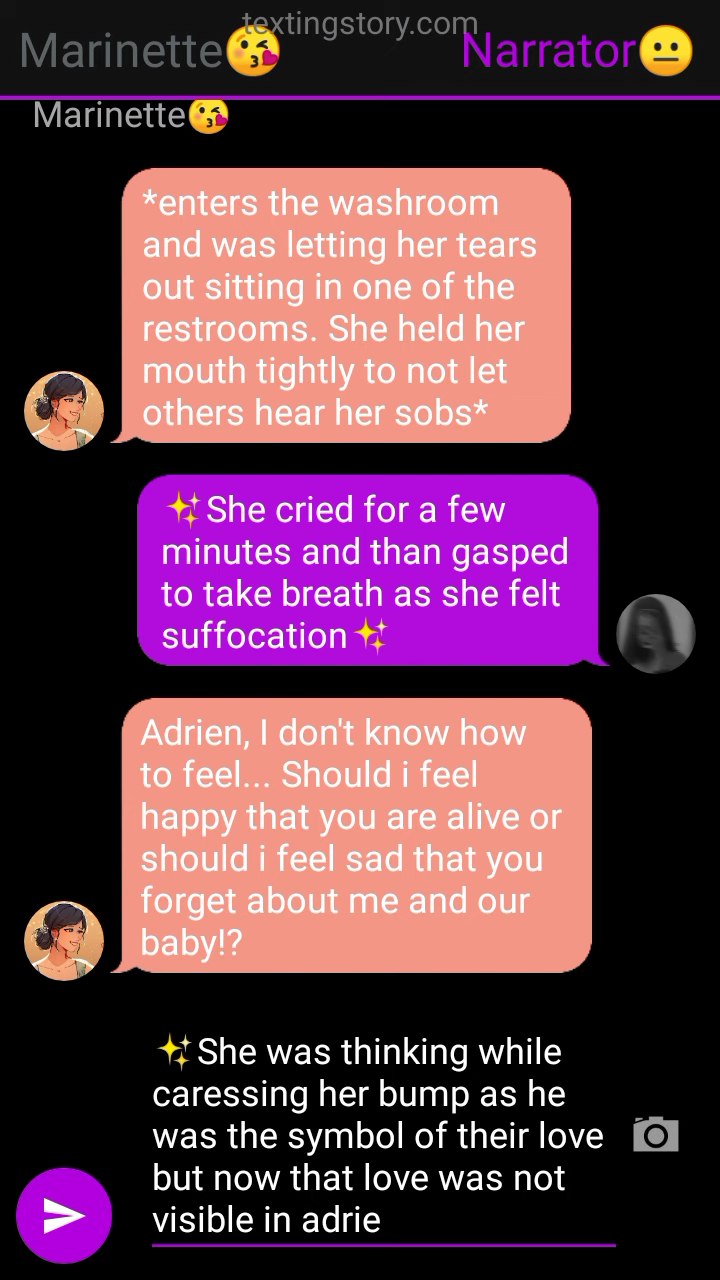 textingstory.com
Marinette😘 Narrator😐
Marinette😘
*enters the washroom
and was letting her tears
out sitting in one of the
restrooms. She held her
mouth tightly to not let
others hear her sobs*
✨She cried for a few
minutes and than gasped
to take breath as she felt
suffocation✨
Adrien, I don't know how
to feel... Should i feel
happy that you are alive or
should i feel sad that you
forget about me and our
baby!?
✨She was thinking while
caressing her bump as he
was the symbol of their love
but now that love was not
visible in adrie